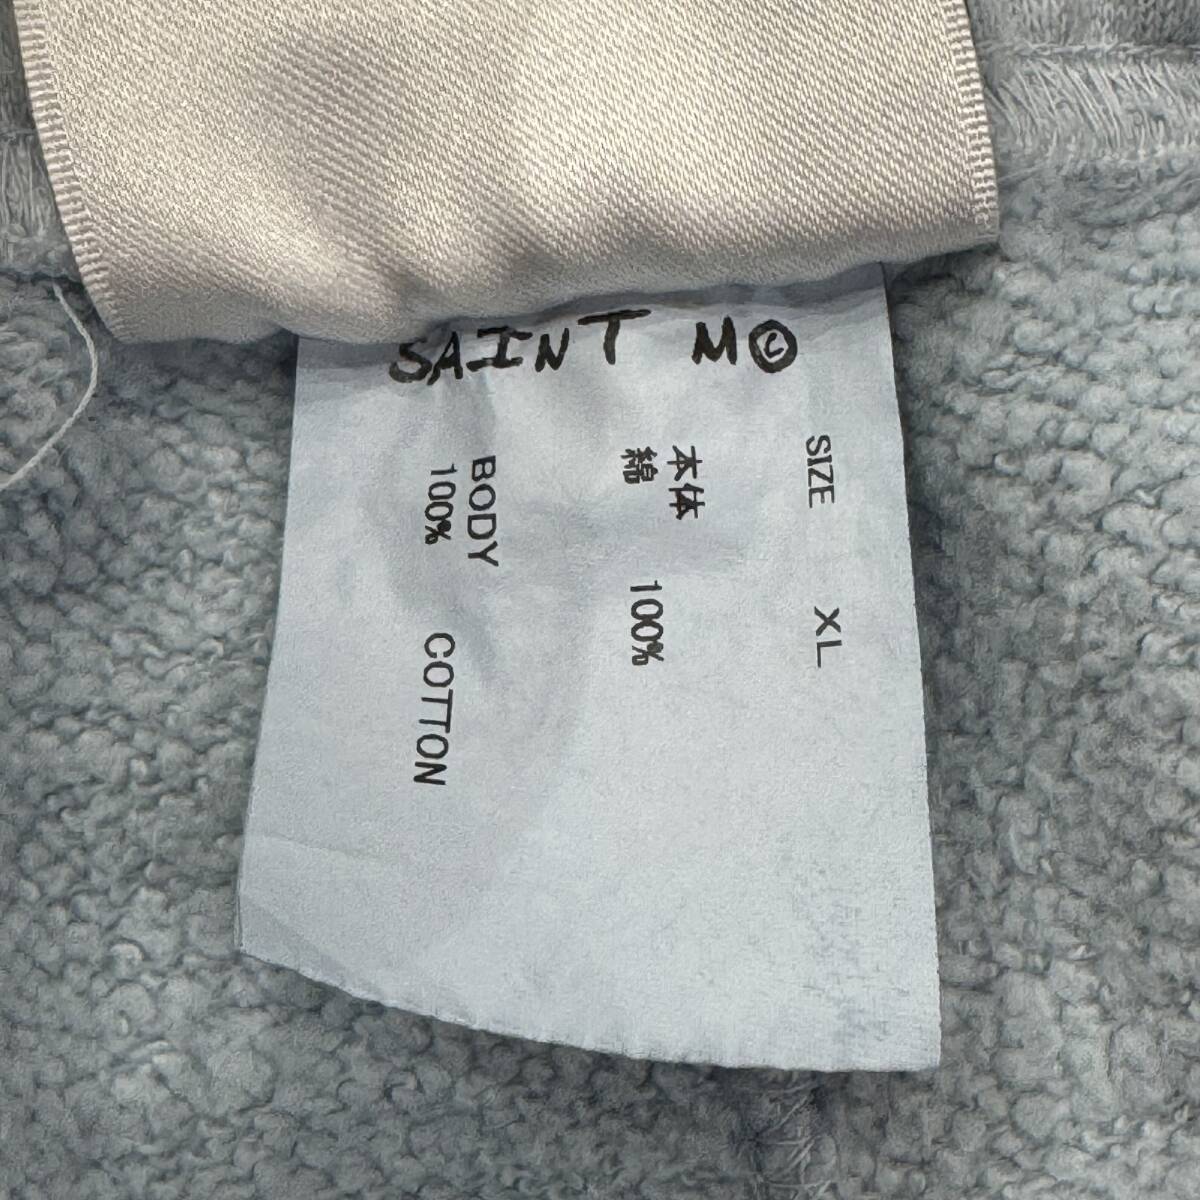 SAINT M©
SIZE XL
本体
綿 100%
BODY
100% COTTON